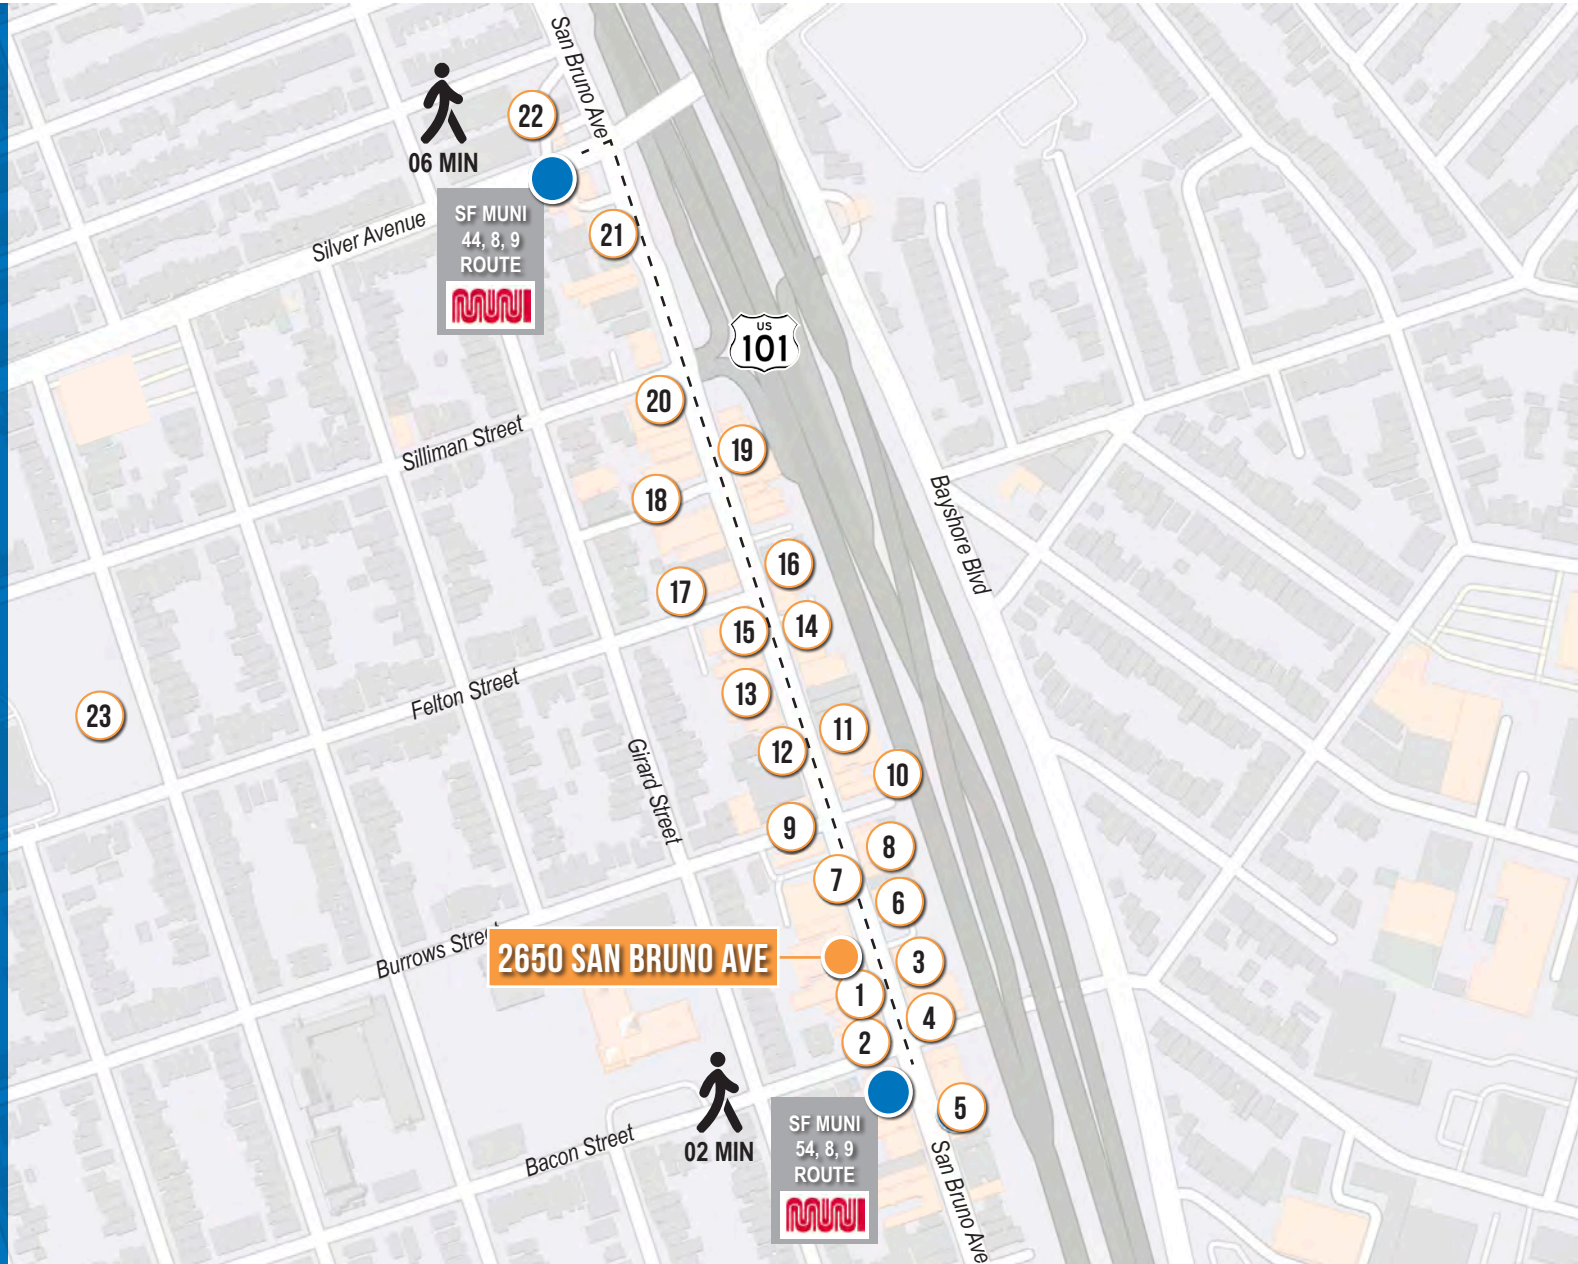 San Bruno Ave
22
06 MIN
SF MUNI
44, 8, 9
ROUTE
MUNI
Silver Avenue
21
US
101
20
Silliman Street
19
18
Bayshore Blvd
16
17
15
14
Felton Street
13
23
11
12
Girard Street
10
9
8
7
6
Burrows Street
2650 SAN BRUNO AVE
3
1
4
2
02 MIN
5
SF MUNI
54, 8, 9
ROUTE
MUNI
Bacon Street
San Bruno Ave